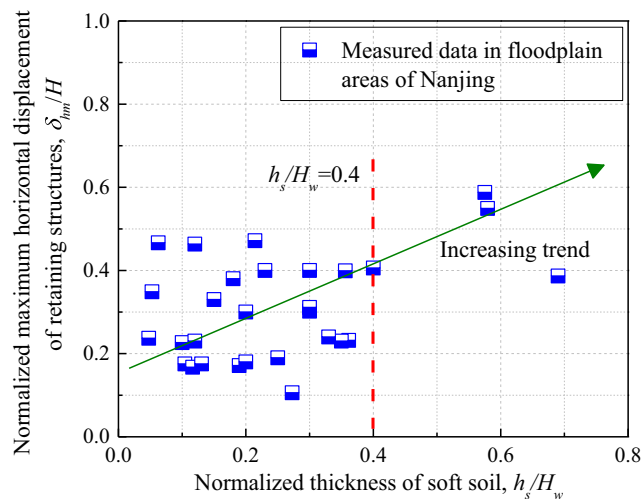 Normalized maximum horizontal displacement
of retaining structures, δhm/H
1.0
0.8
0.6
0.4
0.2
0.0
Measured data in floodplain
areas of Nanjing
hs/Hw=0.4
Increasing trend
0.0 0.2 0.4 0.6 0.8
Normalized thickness of soft soil, hs/Hw